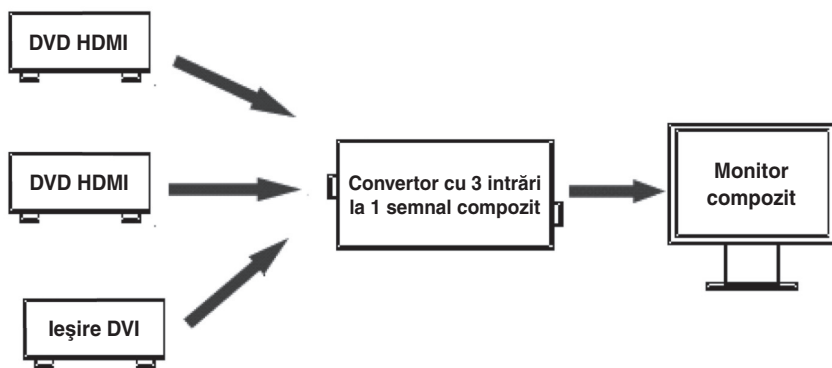 DVD HDMI
DVD HDMI
Ieşire DVI
Convertor cu 3 intrări
la 1 semnal compozit
Monitor
compozit